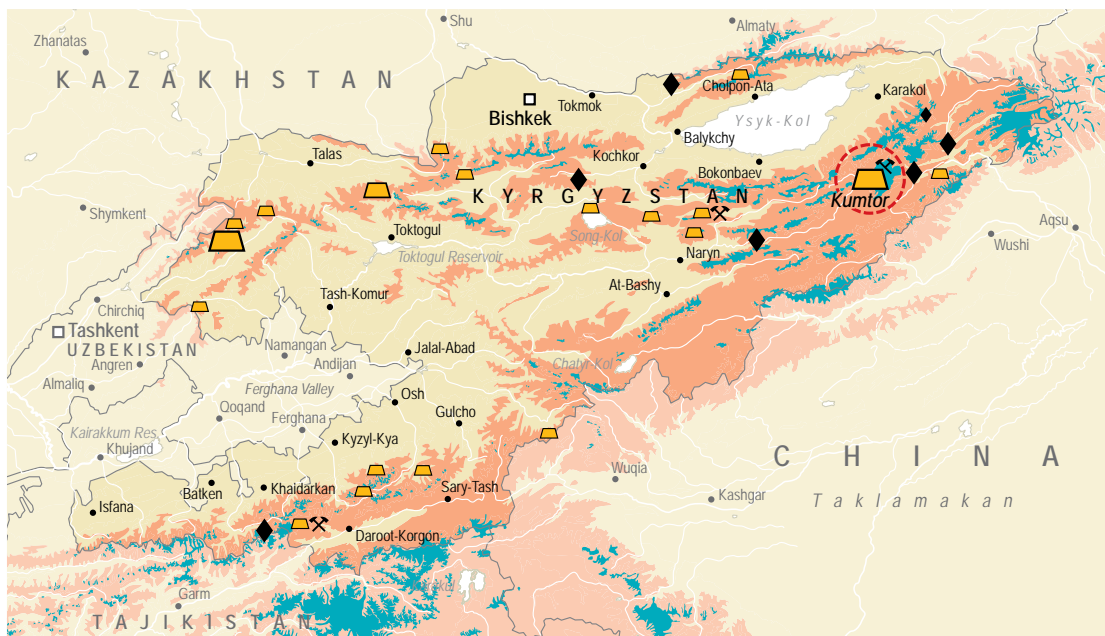 Shu
Almaty
Zhanatas
KAZAKHSTAN
Cholpon-Ata
Karakol
Tokmok
Bishkek
Ysyk-Kol
Balykchy
Talas
Kochkor
Bokonbaev
KYRGYZSTAN
Kumtor
Shymkent
Aqsu
Toktogul
Song-Kol
Wushi
Toktogul Reservoir
Naryn
At-Bashy
Chirchiq
Tash-Komur
Tashkent
UZBEKISTAN
Namangan
Jalal-Abad
Angren
Andijan
Chatyr-Kol
Almaliq
Ferghana Valley
Osh
Qoqand
Gulcho
Ferghana
Kairakkum Res.
Kyzyl-Kya
Khujand
CHINA
Wuqia
Batken
Khaidarkan
Sary-Tash
Kashgar
Taklamakan
Isfana
Daroot-Korgon
Garm
TAJIKISTAN